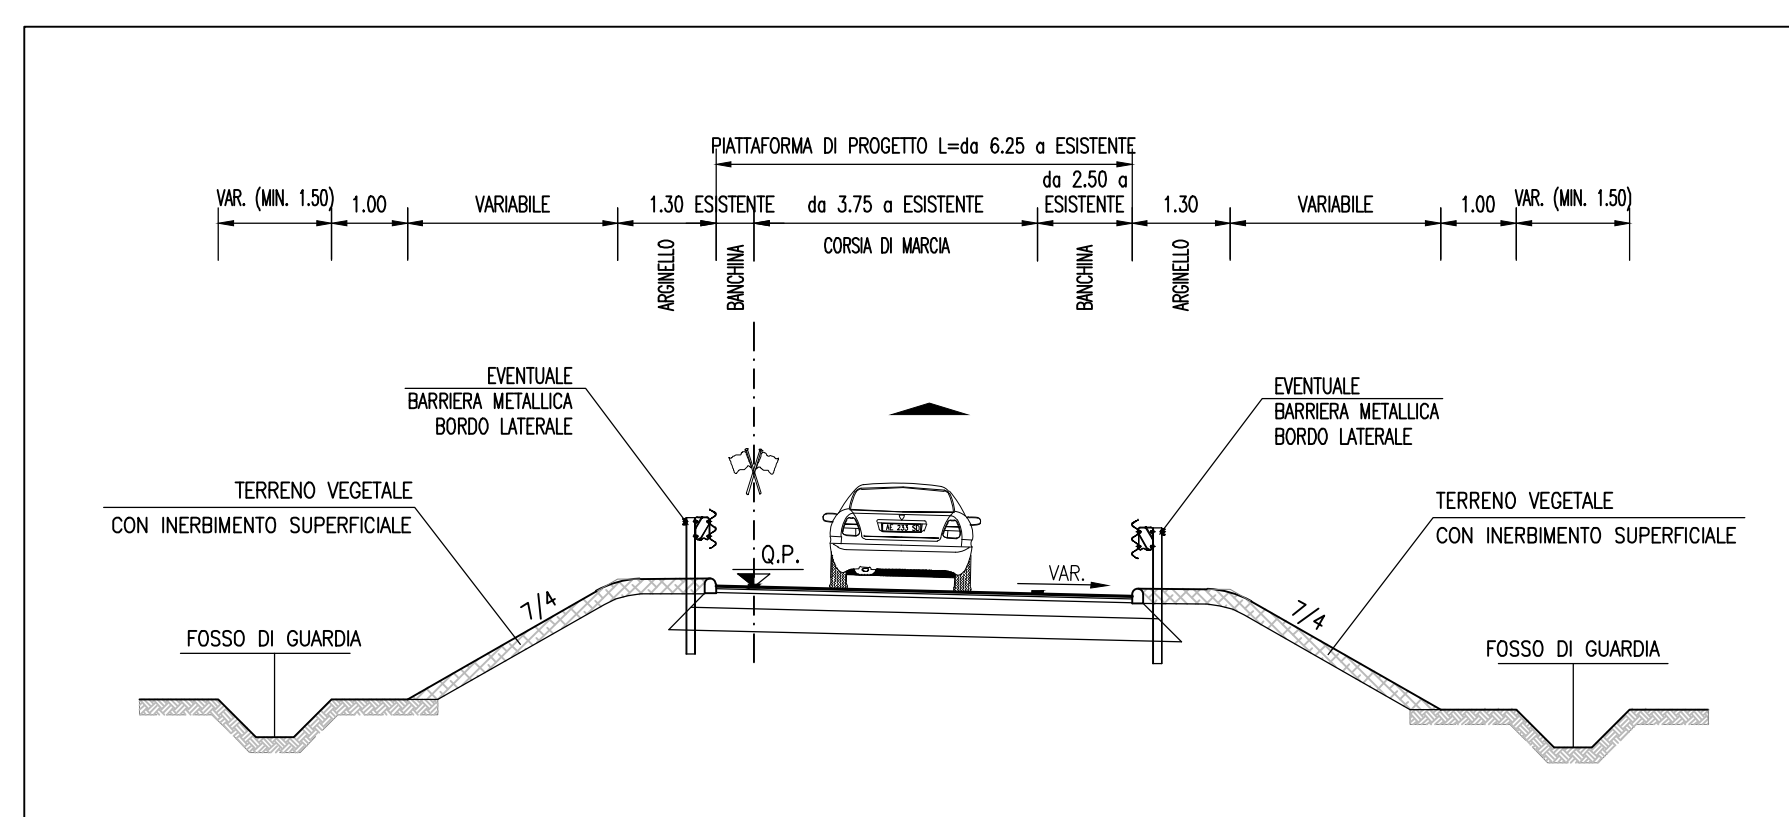 PIATTAFORMA DI PROGETTO L=da 6.25 a ESISTENTE
VAR. (MIN. 1.50)
1.00
VARIABILE
1.30
ESISTENTE
da 3.75 a ESISTENTE
da 2.50 a
ESISTENTE
1.30
VARIABILE
1.00
VAR. (MIN. 1.50)
ARGINELLO
BANCHINA
CORSIA DI MARCIA
BANCHINA
ARGINELLO
EVENTUALE
BARRIERA METALLICA
BORDO LATERALE
EVENTUALE
BARRIERA METALLICA
BORDO LATERALE
TERRENO VEGETALE
CON INERBIMENTO SUPERFICIALE
TERRENO VEGETALE
CON INERBIMENTO SUPERFICIALE
AE 233 SD
Q.P.
VAR.
7/4
7/4
FOSSO DI GUARDIA
FOSSO DI GUARDIA